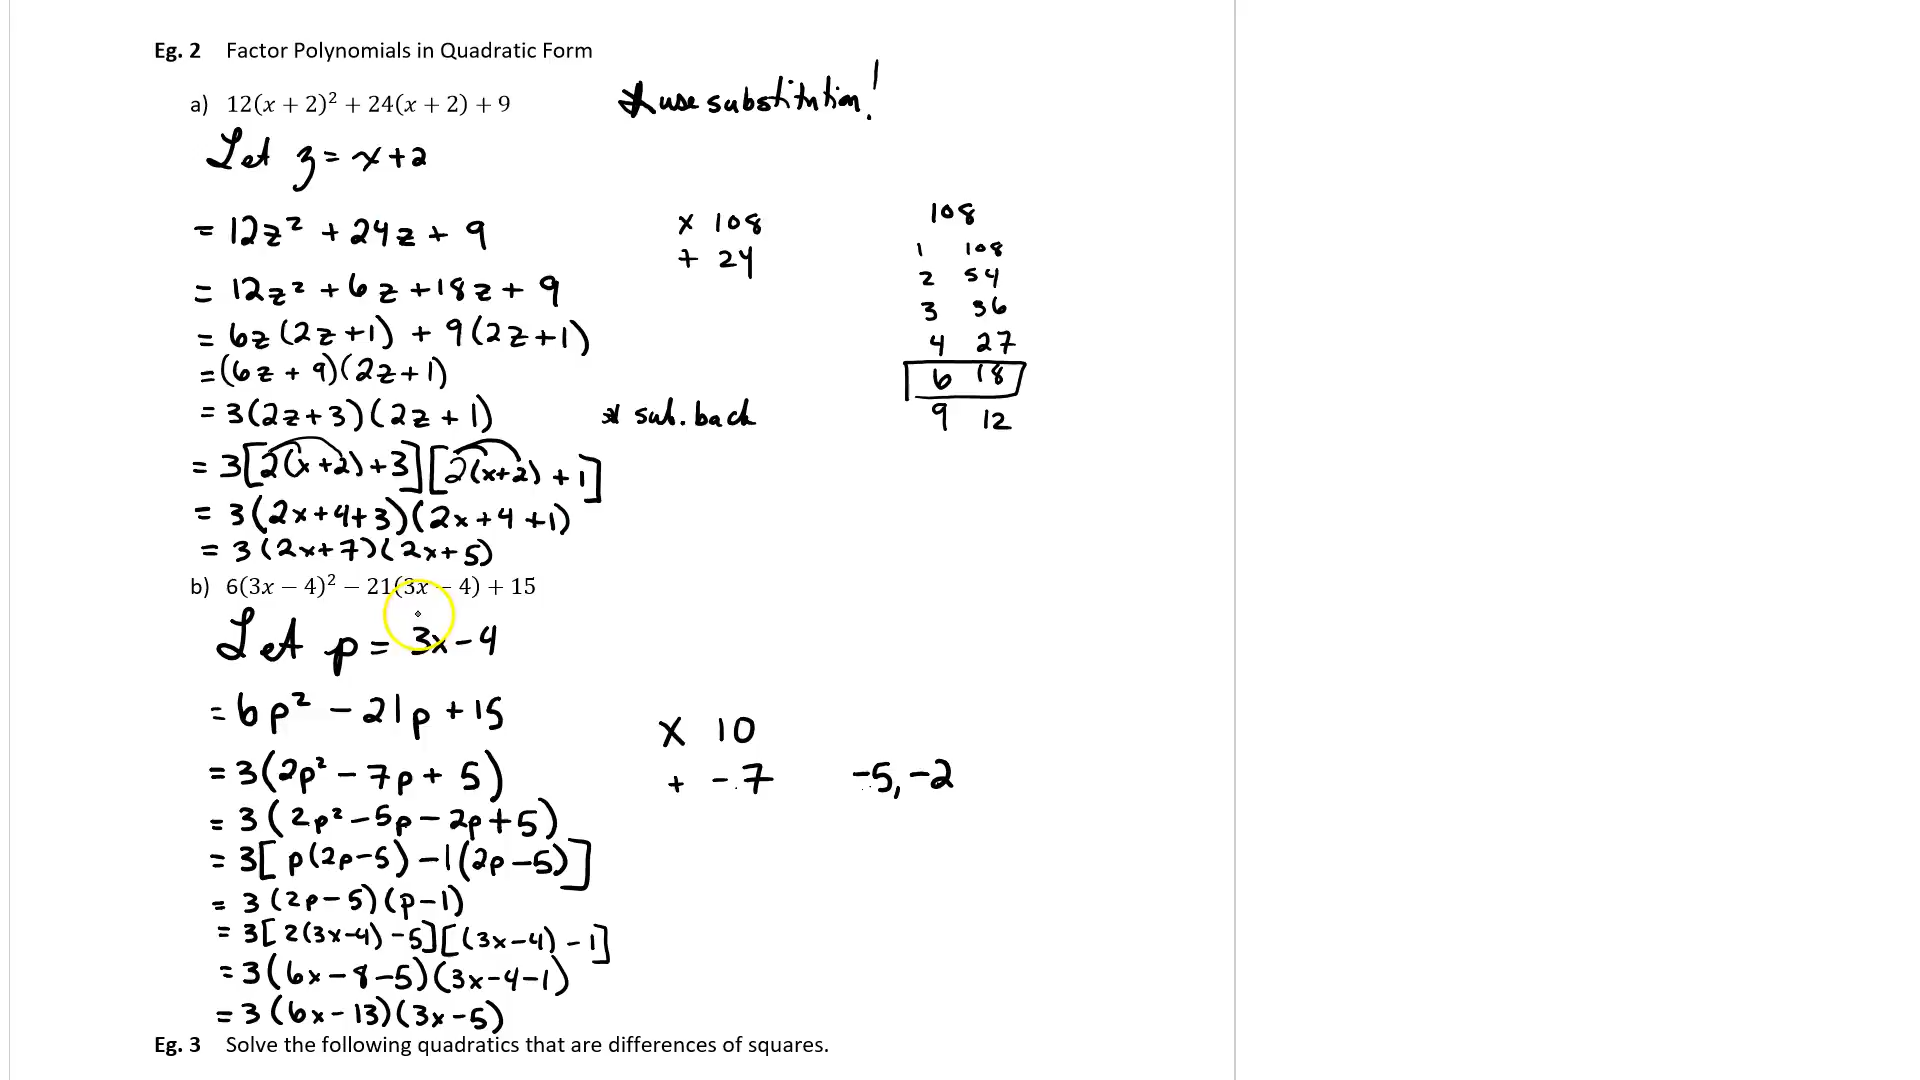 Eg. 2 Factor Polynomials in Quadratic Form
a) 12(x + 2)² + 24(x + 2) + 9
* use substitution!
Let z = x+2
= 12z² + 24z + 9
= 12z² + 6z + 18z + 9
= 6z(2z+1) + 9(2z+1)
= (6z + 9)(2z+1)
= 3(2z+3)(2z+1)
* sub. back
= 3[2(x+2)+3][2(x+2)+1]
= 3(2x+4+3)(2x+4+1)
= 3(2x+7)(2x+5)
× 108
+ 24
108
1 108
2 54
3 36
4 27
6 18
9 12
b) 6(3x − 4)² − 21(3x − 4) + 15
Let p = 3x-4
= 6p² - 21p + 15
= 3(2p² - 7p + 5)
= 3(2p² - 5p - 2p + 5)
= 3[p(2p-5) -1(2p-5)]
= 3(2p-5)(p-1)
= 3[2(3x-4) -5][(3x-4) -1]
= 3(6x-8-5)(3x-4-1)
= 3(6x-13)(3x-5)
× 10
+ -7
-5, -2
Eg. 3 Solve the following quadratics that are differences of squares.